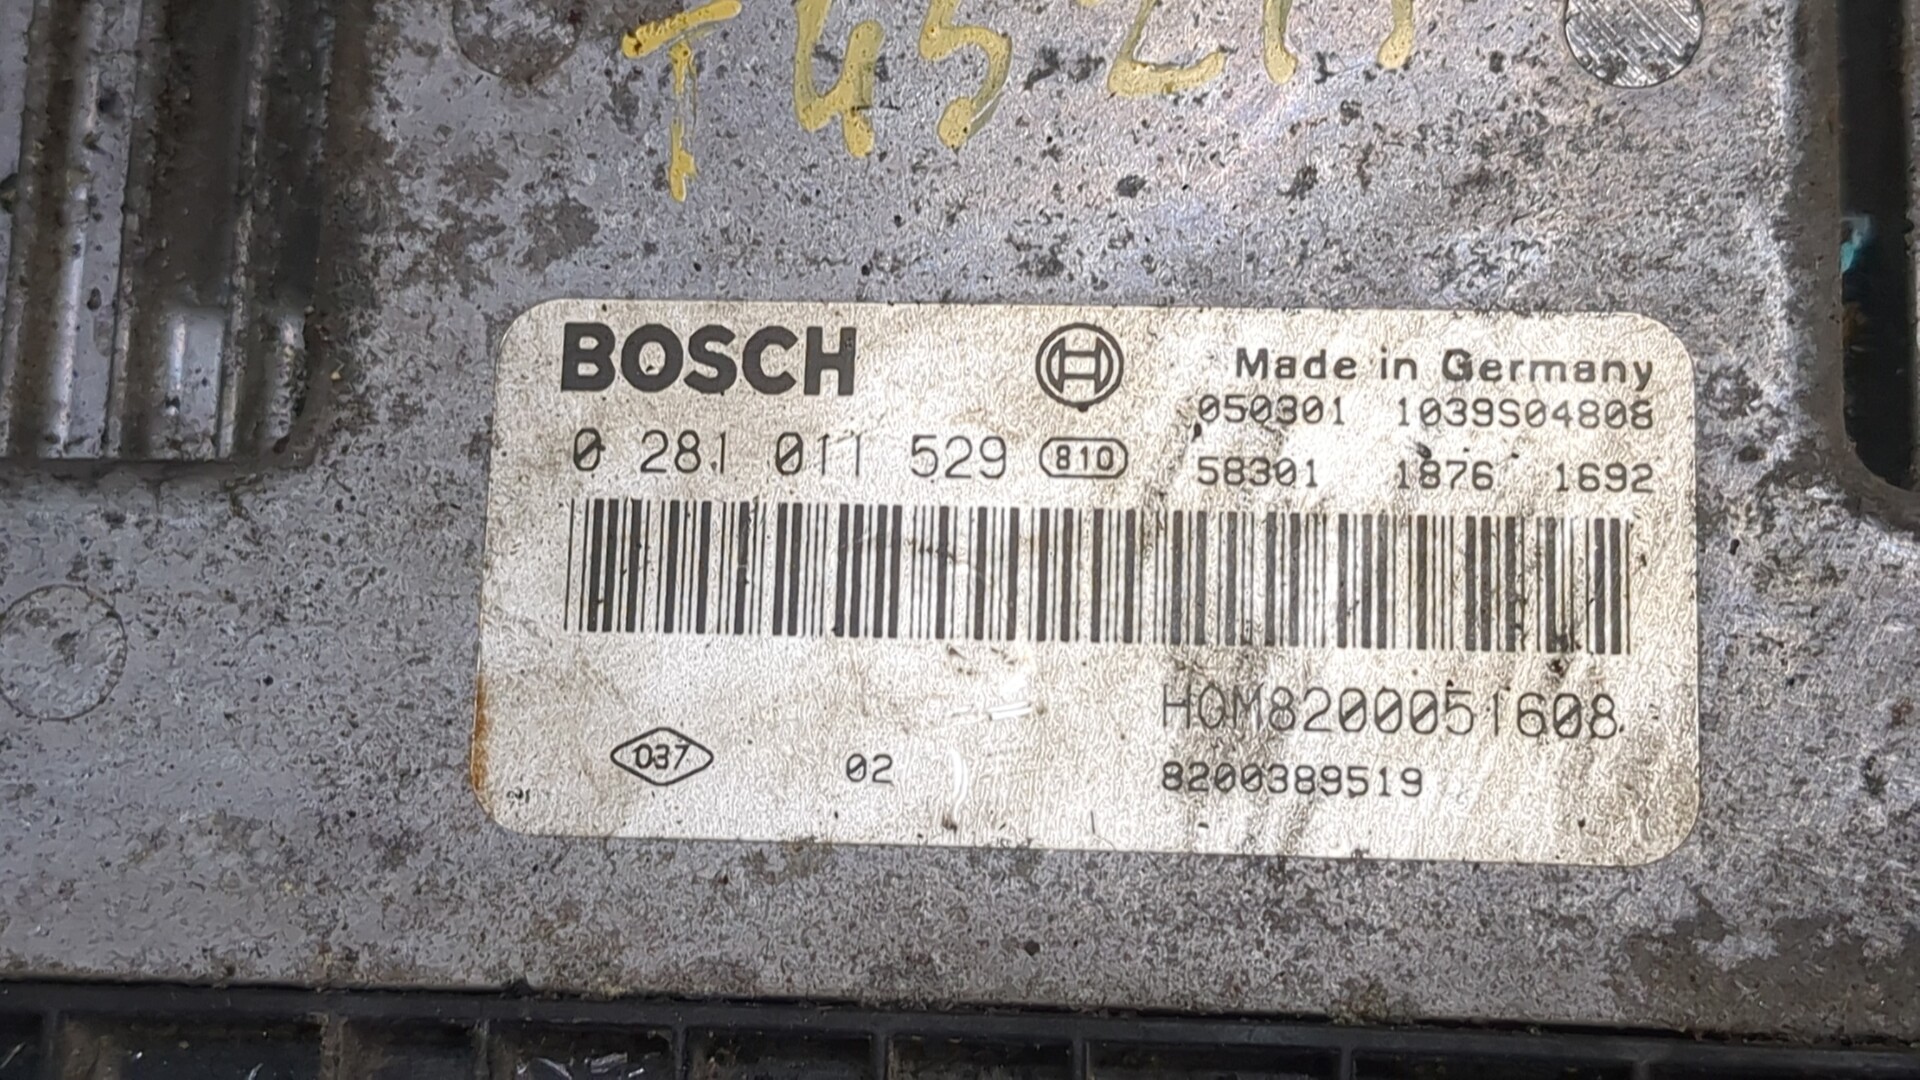 BOSCH
Made in Germany
050301 1039S04808
0 281 011 529 810
58301 1876 1692
HOM8200051608
037 02
8200389519